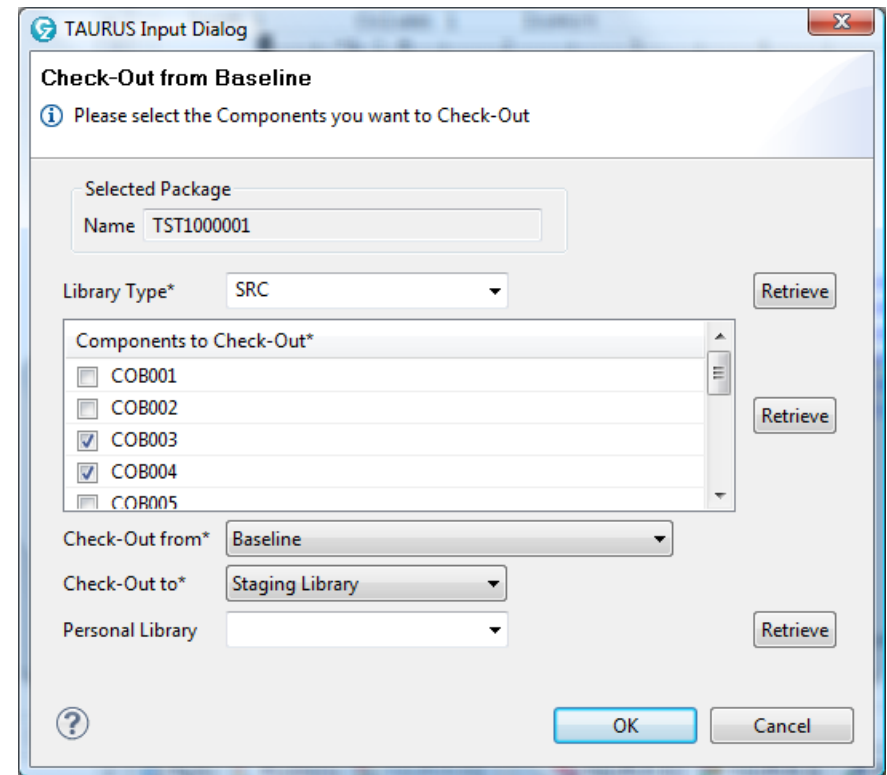 TAURUS Input Dialog
Check-Out from Baseline
Please select the Components you want to Check-Out
Selected Package
Name TST1000001
Library Type* SRC Retrieve
Components to Check-Out*
COB001
COB002
Retrieve
COB003
COB004
COB005
Check-Out from* Baseline
Check-Out to* Staging Library
Personal Library Retrieve
? OK Cancel